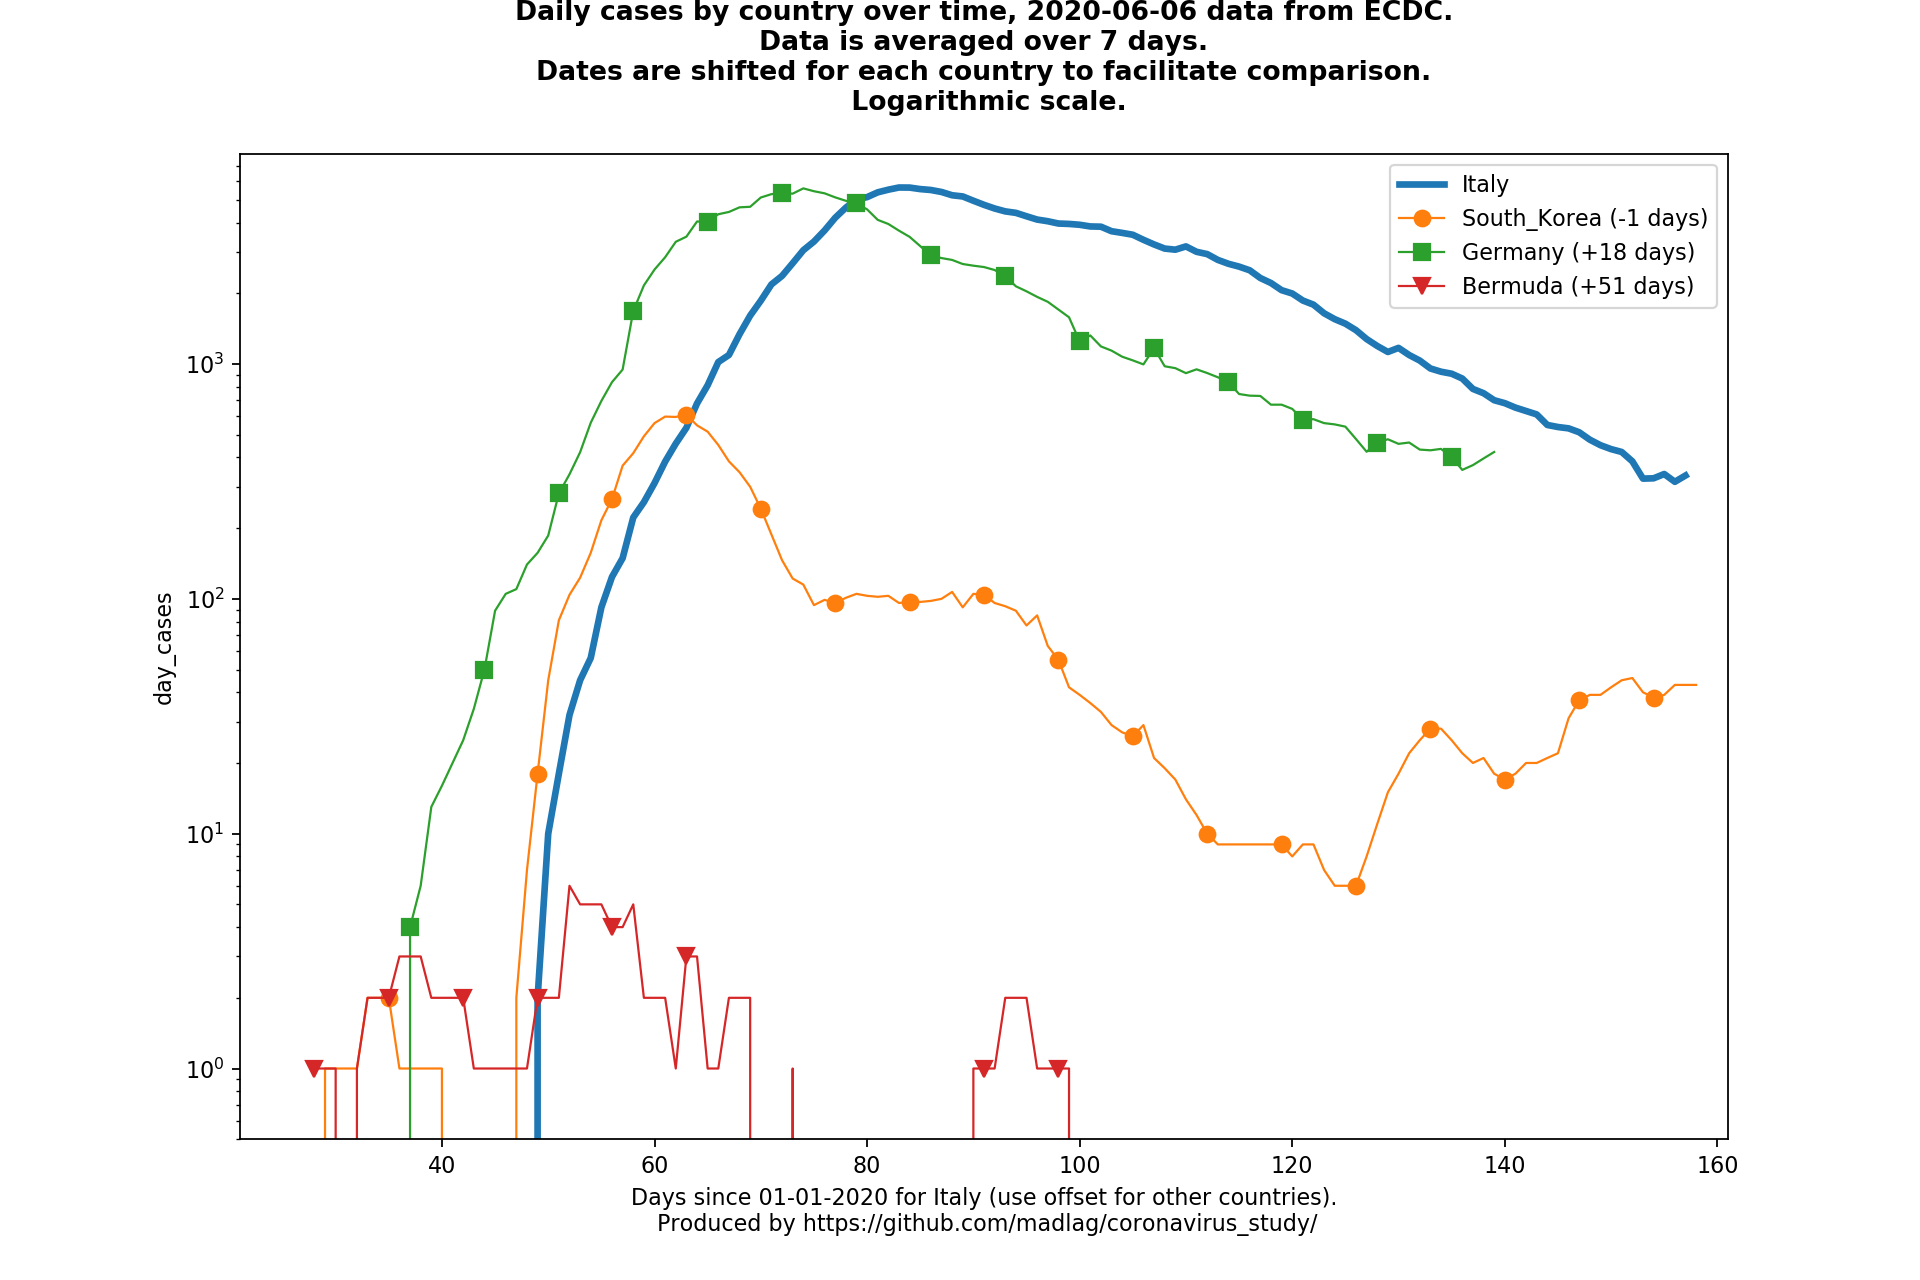 Daily cases by country over time, 2020-06-06 data from ECDC.
Data is averaged over 7 days.
Dates are shifted for each country to facilitate comparison.
Logarithmic scale.
Italy
South_Korea (-1 days)
Germany (+18 days)
Bermuda (+51 days)
day_cases
10³
10²
10¹
10⁰
40 60 80 100 120 140 160
Days since 01-01-2020 for Italy (use offset for other countries).
Produced by https://github.com/madlag/coronavirus_study/